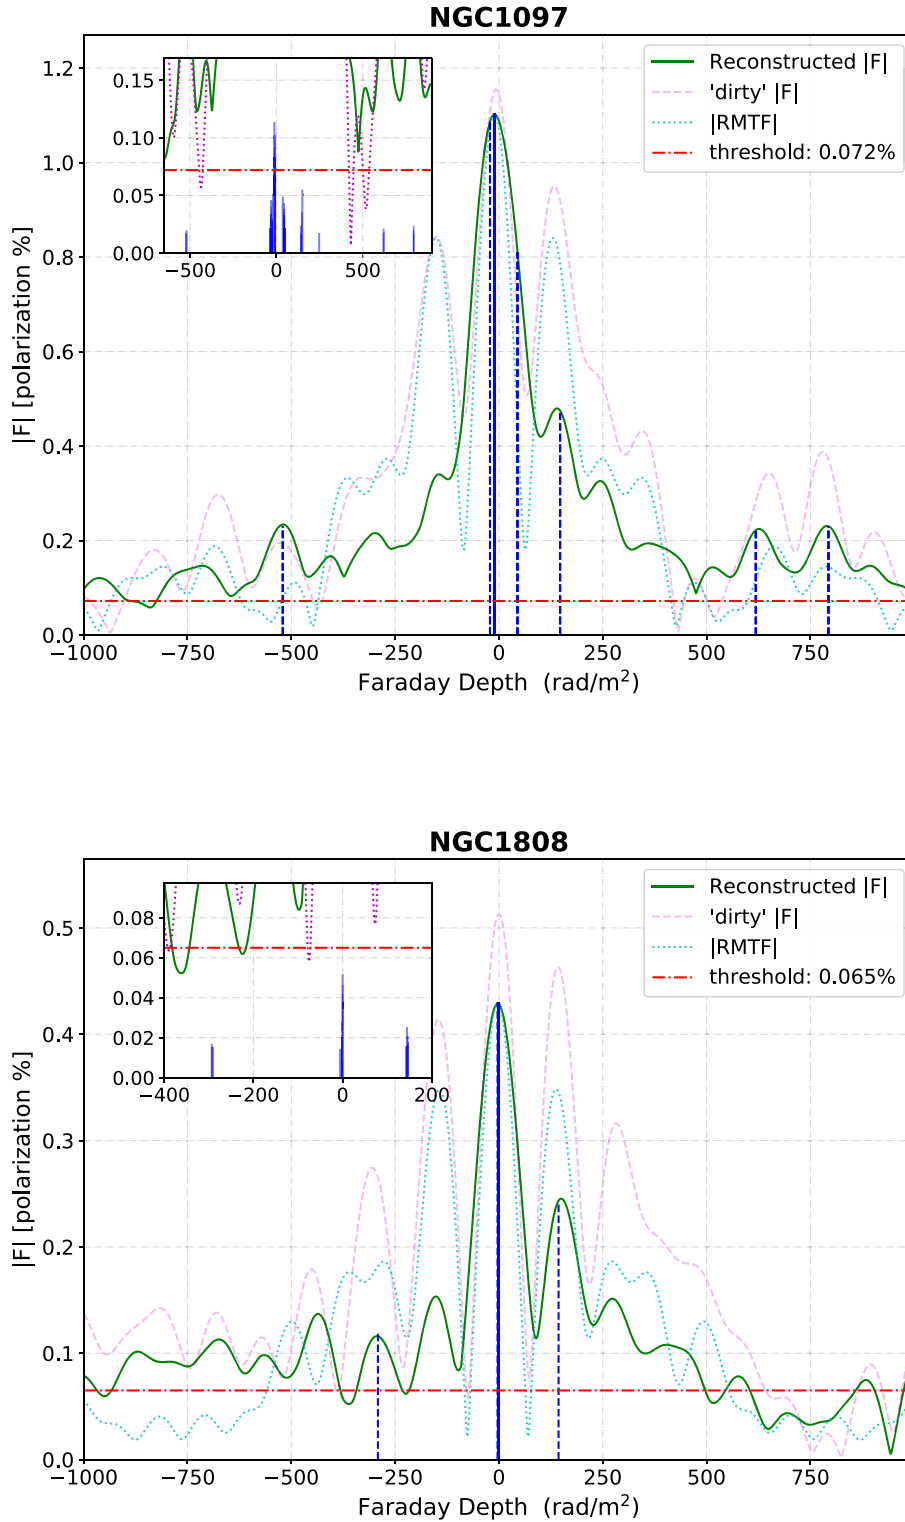 NGC1097
Reconstructed |F|
'dirty' |F|
|RMTF|
threshold: 0.072%
|F| [polarization %]
1.2
1.0
0.8
0.6
0.4
0.2
0.0
0.15
0.10
0.05
0.00
−500 0 500
−1000 −750 −500 −250 0 250 500 750
Faraday Depth (rad/m²)
NGC1808
Reconstructed |F|
'dirty' |F|
|RMTF|
threshold: 0.065%
|F| [polarization %]
0.5
0.4
0.3
0.2
0.1
0.0
0.08
0.06
0.04
0.02
0.00
−400 −200 0 200
−1000 −750 −500 −250 0 250 500 750
Faraday Depth (rad/m²)